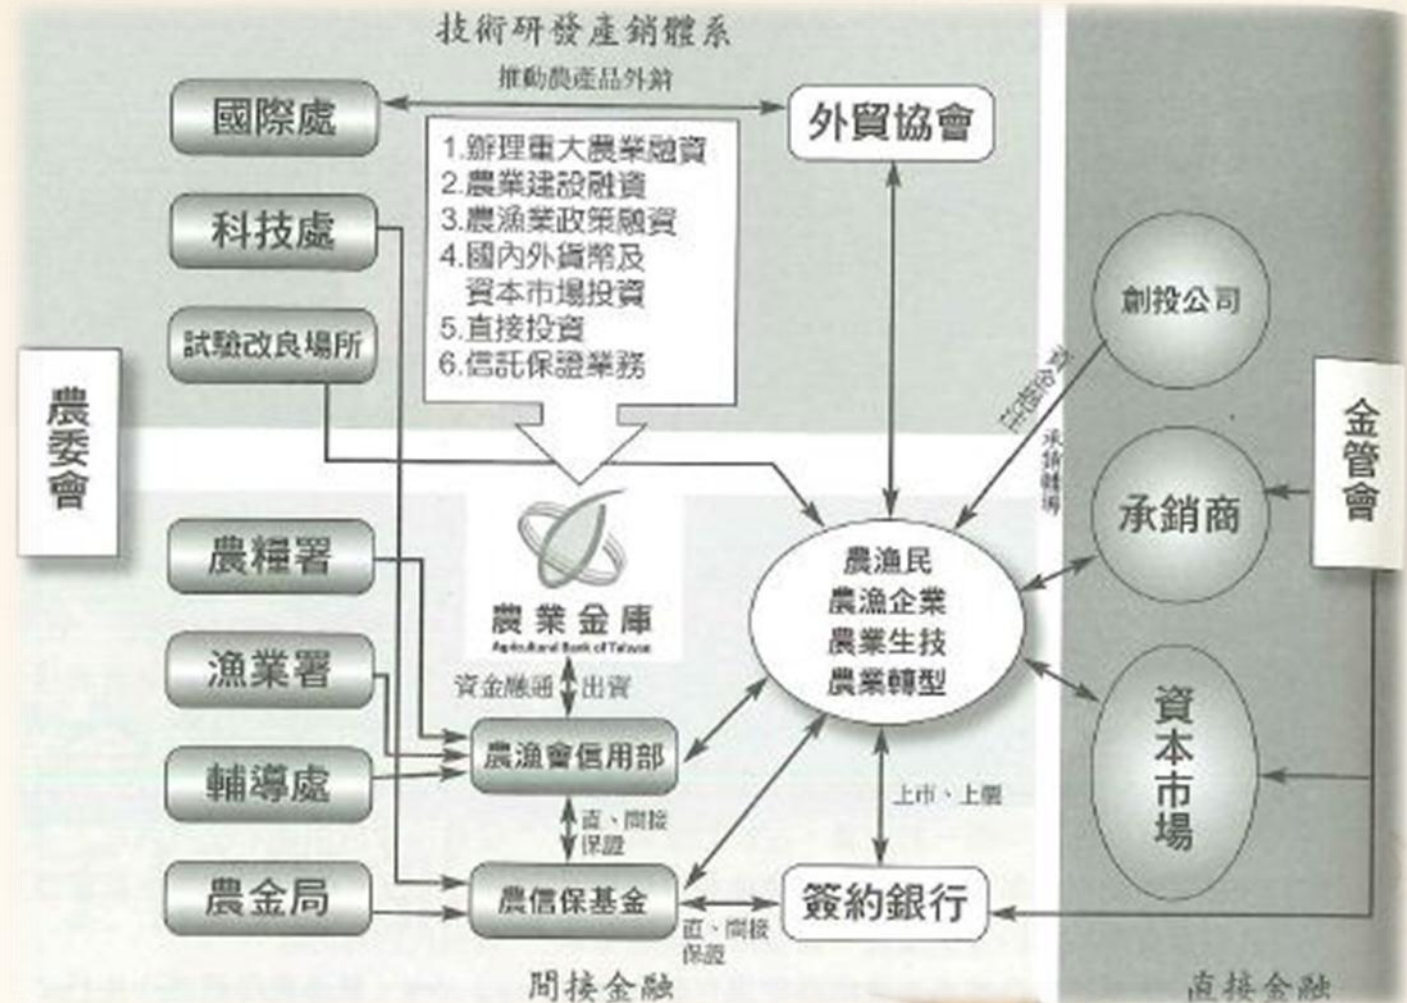 技術研發產銷體系
推動農產品外銷
國際處
外貿協會
1.辦理重大農業融資
2.農業建設融資
3.農漁業政策融資
4.國內外貨幣及
資本市場投資
5.直接投資
6.信託保證業務
科技處
試驗改良場所
創投公司
資金挹注
承銷輔導
農委會
金管會
承銷商
農糧署
農業金庫
Agricultural Bank of Taiwan
農漁民
農漁企業
農業生技
農業轉型
漁業署
資金融通
出資
資本市場
農漁會信用部
輔導處
上市、上櫃
直、間接
保證
農金局
農信保基金
簽約銀行
直、間接
保證
間接金融
直接金融